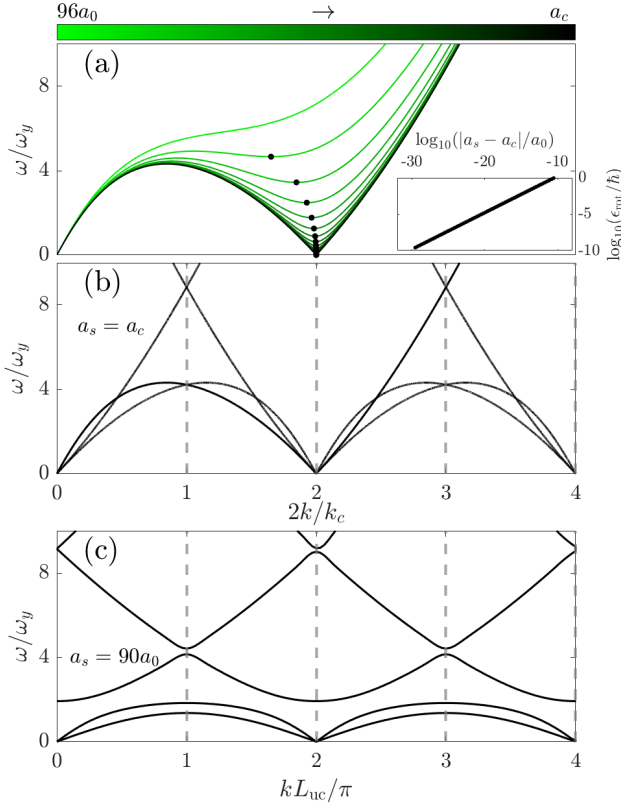 96a₀ → a_c
(a)
ω/ω_y
8
4
0
log₁₀(|a_s − a_c|/a₀)
-30 -20 -10
0
-5
-10
log₁₀(ϵ_rot/ħ)
(b)
a_s = a_c
ω/ω_y
8
4
0
0 1 2 3 4
2k/k_c
(c)
a_s = 90a₀
ω/ω_y
8
4
0
0 1 2 3 4
kL_uc/π